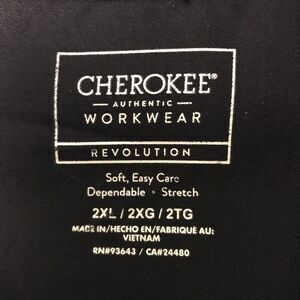 CHEROKEE®
AUTHENTIC
WORKWEAR
REVOLUTION
Soft, Easy Care
Dependable • Stretch
2XL / 2XG / 2TG
MADE IN/HECHO EN/FABRIQUÉ AU:
VIETNAM
RN#93643 / CA#24480